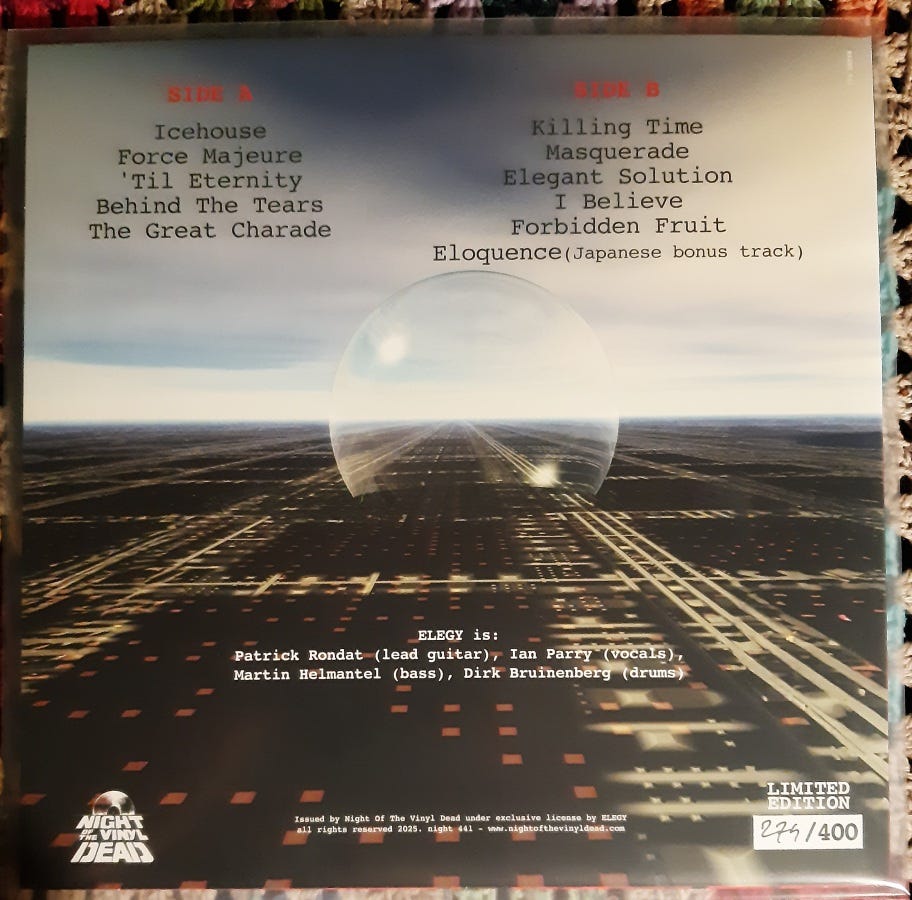 SIDE A
Icehouse
Force Majeure
'Til Eternity
Behind The Tears
The Great Charade
SIDE B
Killing Time
Masquerade
Elegant Solution
I Believe
Forbidden Fruit
Eloquence(Japanese bonus track)
ELEGY is:
Patrick Rondat (lead guitar), Ian Parry (vocals),
Martin Helmantel (bass), Dirk Bruinenberg (drums)
NIGHT
OF THE VINYL
DEAD
Issued by Night Of The Vinyl Dead under exclusive license by ELEGY
all rights reserved 2025. night 441 - www.nightofthevinyldead.com
LIMITED
EDITION
274/400